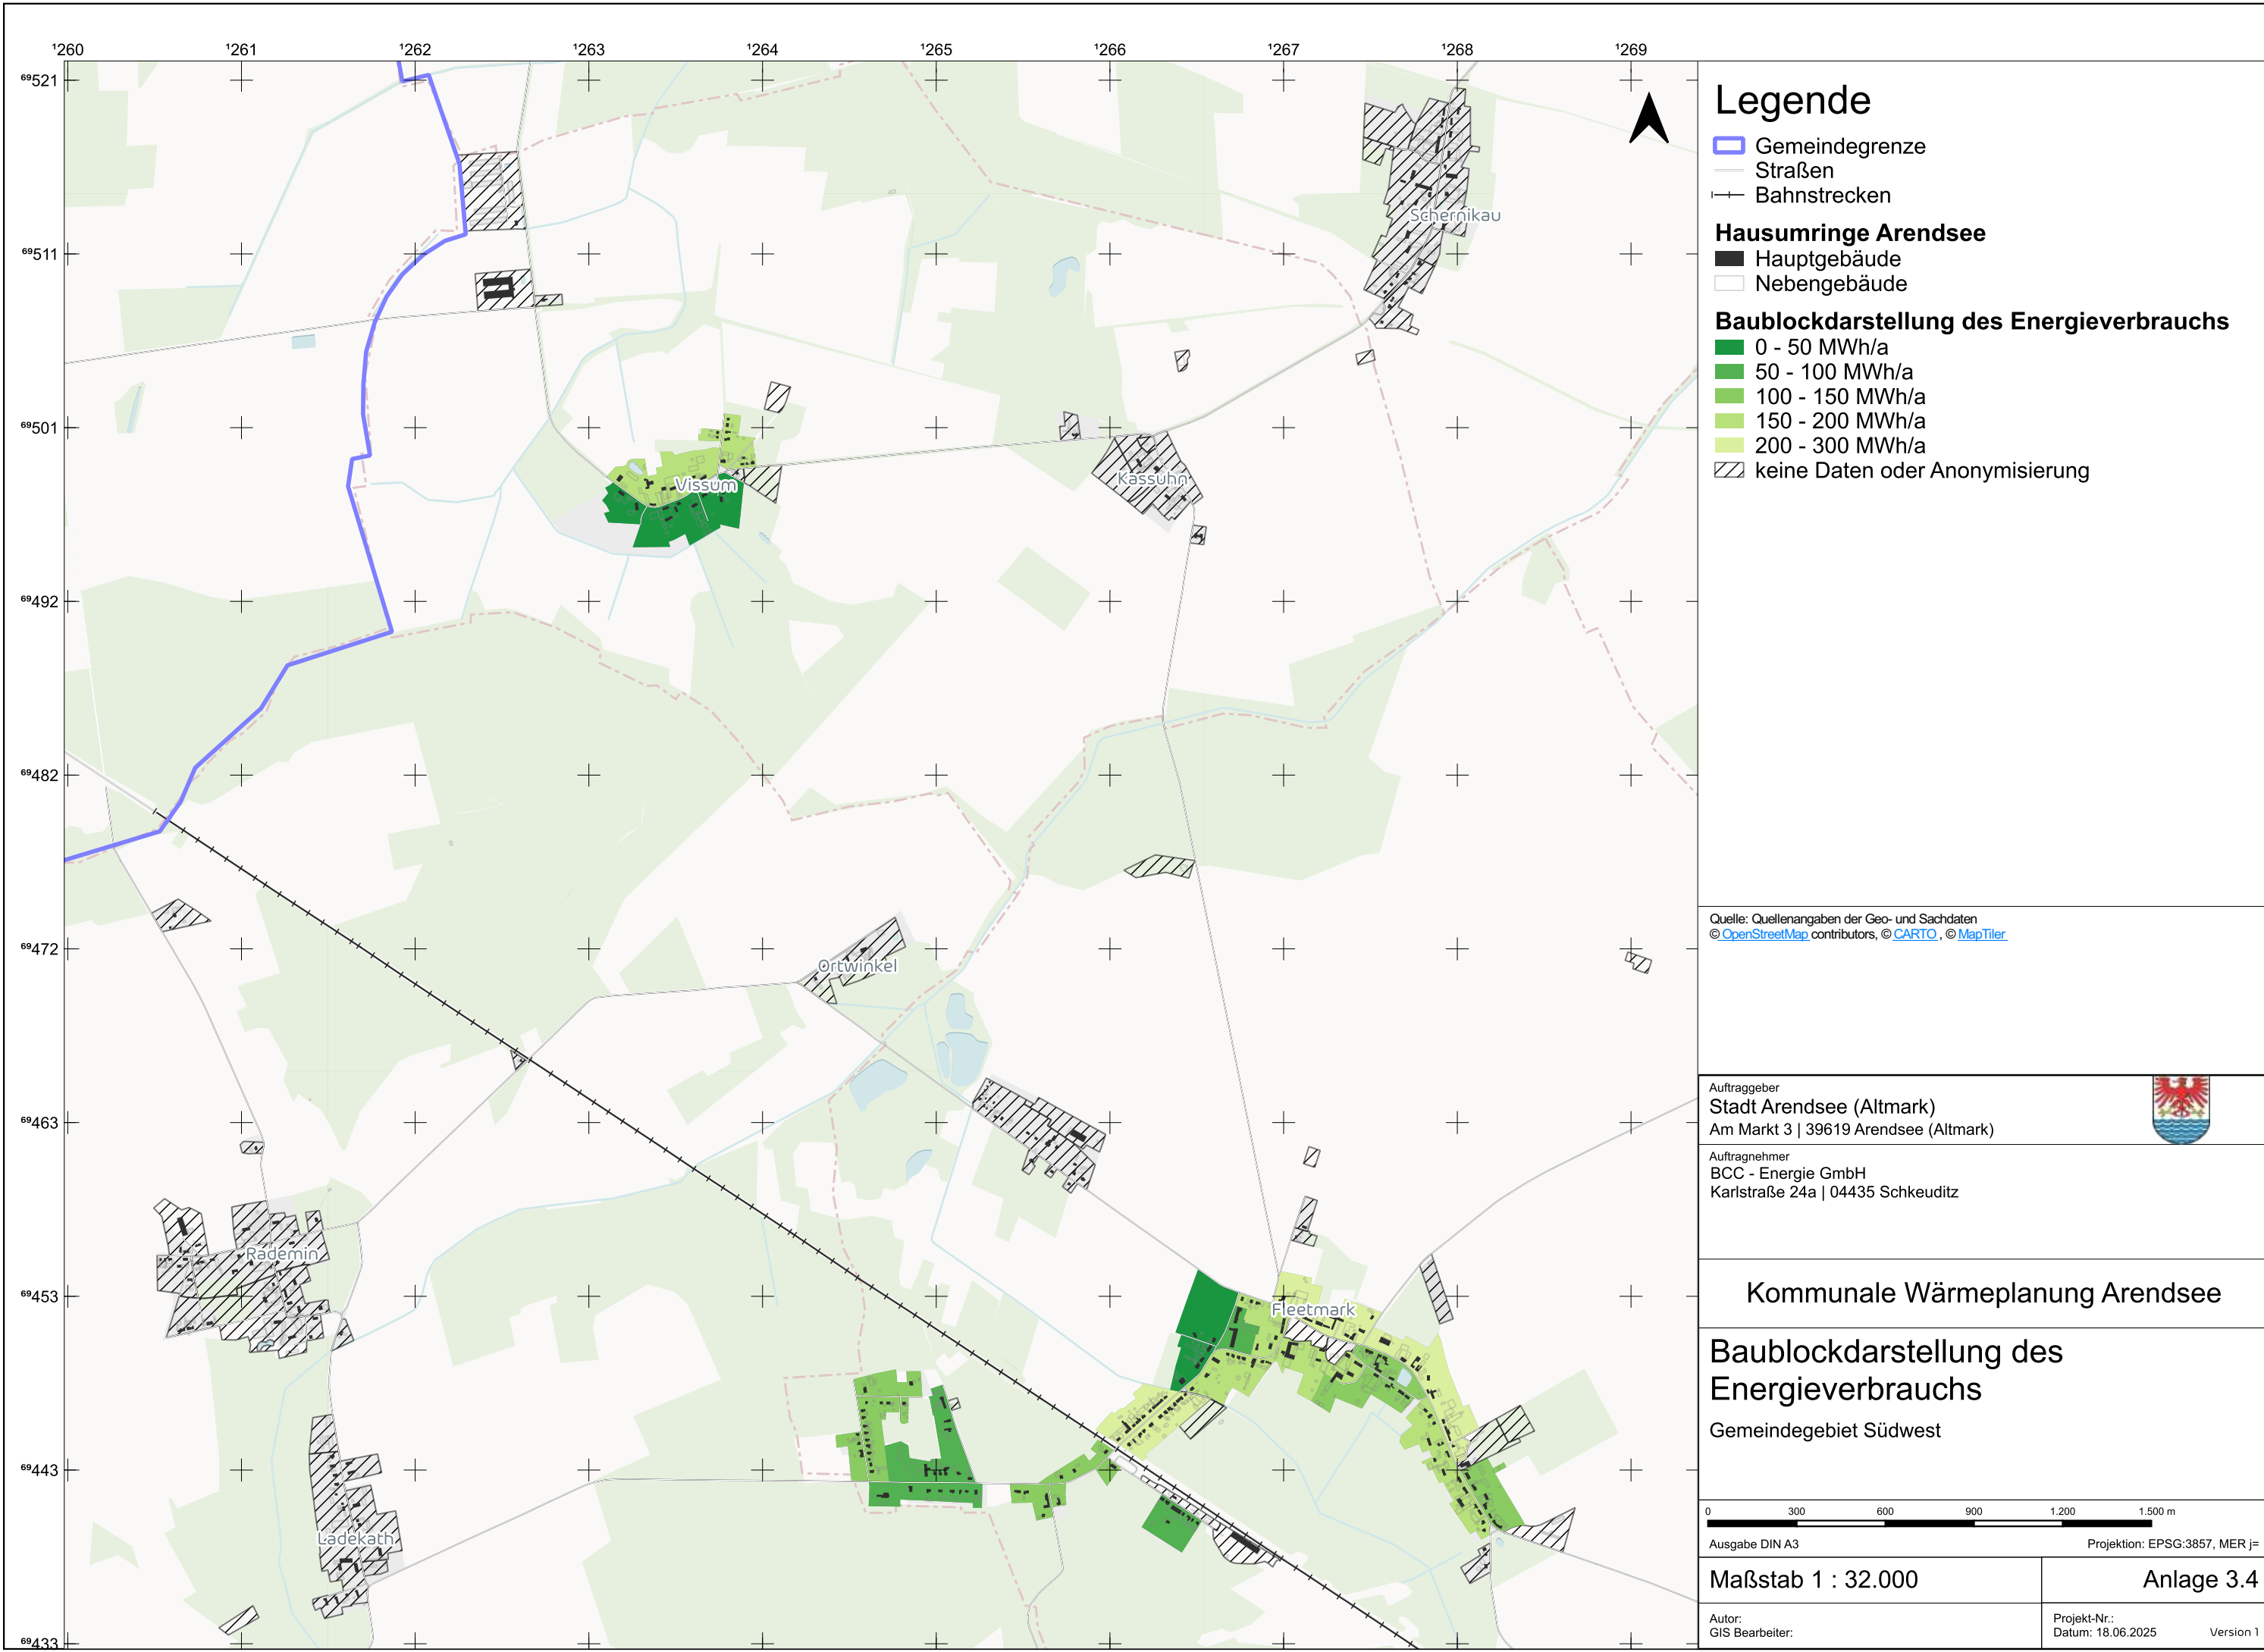 ¹260 ¹261 ¹262 ¹263 ¹264 ¹265 ¹266 ¹267 ¹268 ¹269
⁶⁹521
⁶⁹511
⁶⁹501
⁶⁹492
⁶⁹482
⁶⁹472
⁶⁹463
⁶⁹453
⁶⁹443
⁶⁹433
Schernikau
Vissum
Kassuhn
Ortwinkel
Rademin
Fleetmark
Ladekath
Legende
Gemeindegrenze
Straßen
Bahnstrecken
Hausumringe Arendsee
Hauptgebäude
Nebengebäude
Baublockdarstellung des Energieverbrauchs
0 - 50 MWh/a
50 - 100 MWh/a
100 - 150 MWh/a
150 - 200 MWh/a
200 - 300 MWh/a
keine Daten oder Anonymisierung
Quelle: Quellenangaben der Geo- und Sachdaten
© OpenStreetMap contributors, © CARTO , © MapTiler
Auftraggeber
Stadt Arendsee (Altmark)
Am Markt 3 | 39619 Arendsee (Altmark)
Auftragnehmer
BCC - Energie GmbH
Karlstraße 24a | 04435 Schkeuditz
Kommunale Wärmeplanung Arendsee
Baublockdarstellung des
Energieverbrauchs
Gemeindegebiet Südwest
0 300 600 900 1.200 1.500 m
Ausgabe DIN A3 Projektion: EPSG:3857, MER j=
Maßstab 1 : 32.000 Anlage 3.4
Autor: Projekt-Nr.:
GIS Bearbeiter: Datum: 18.06.2025 Version 1